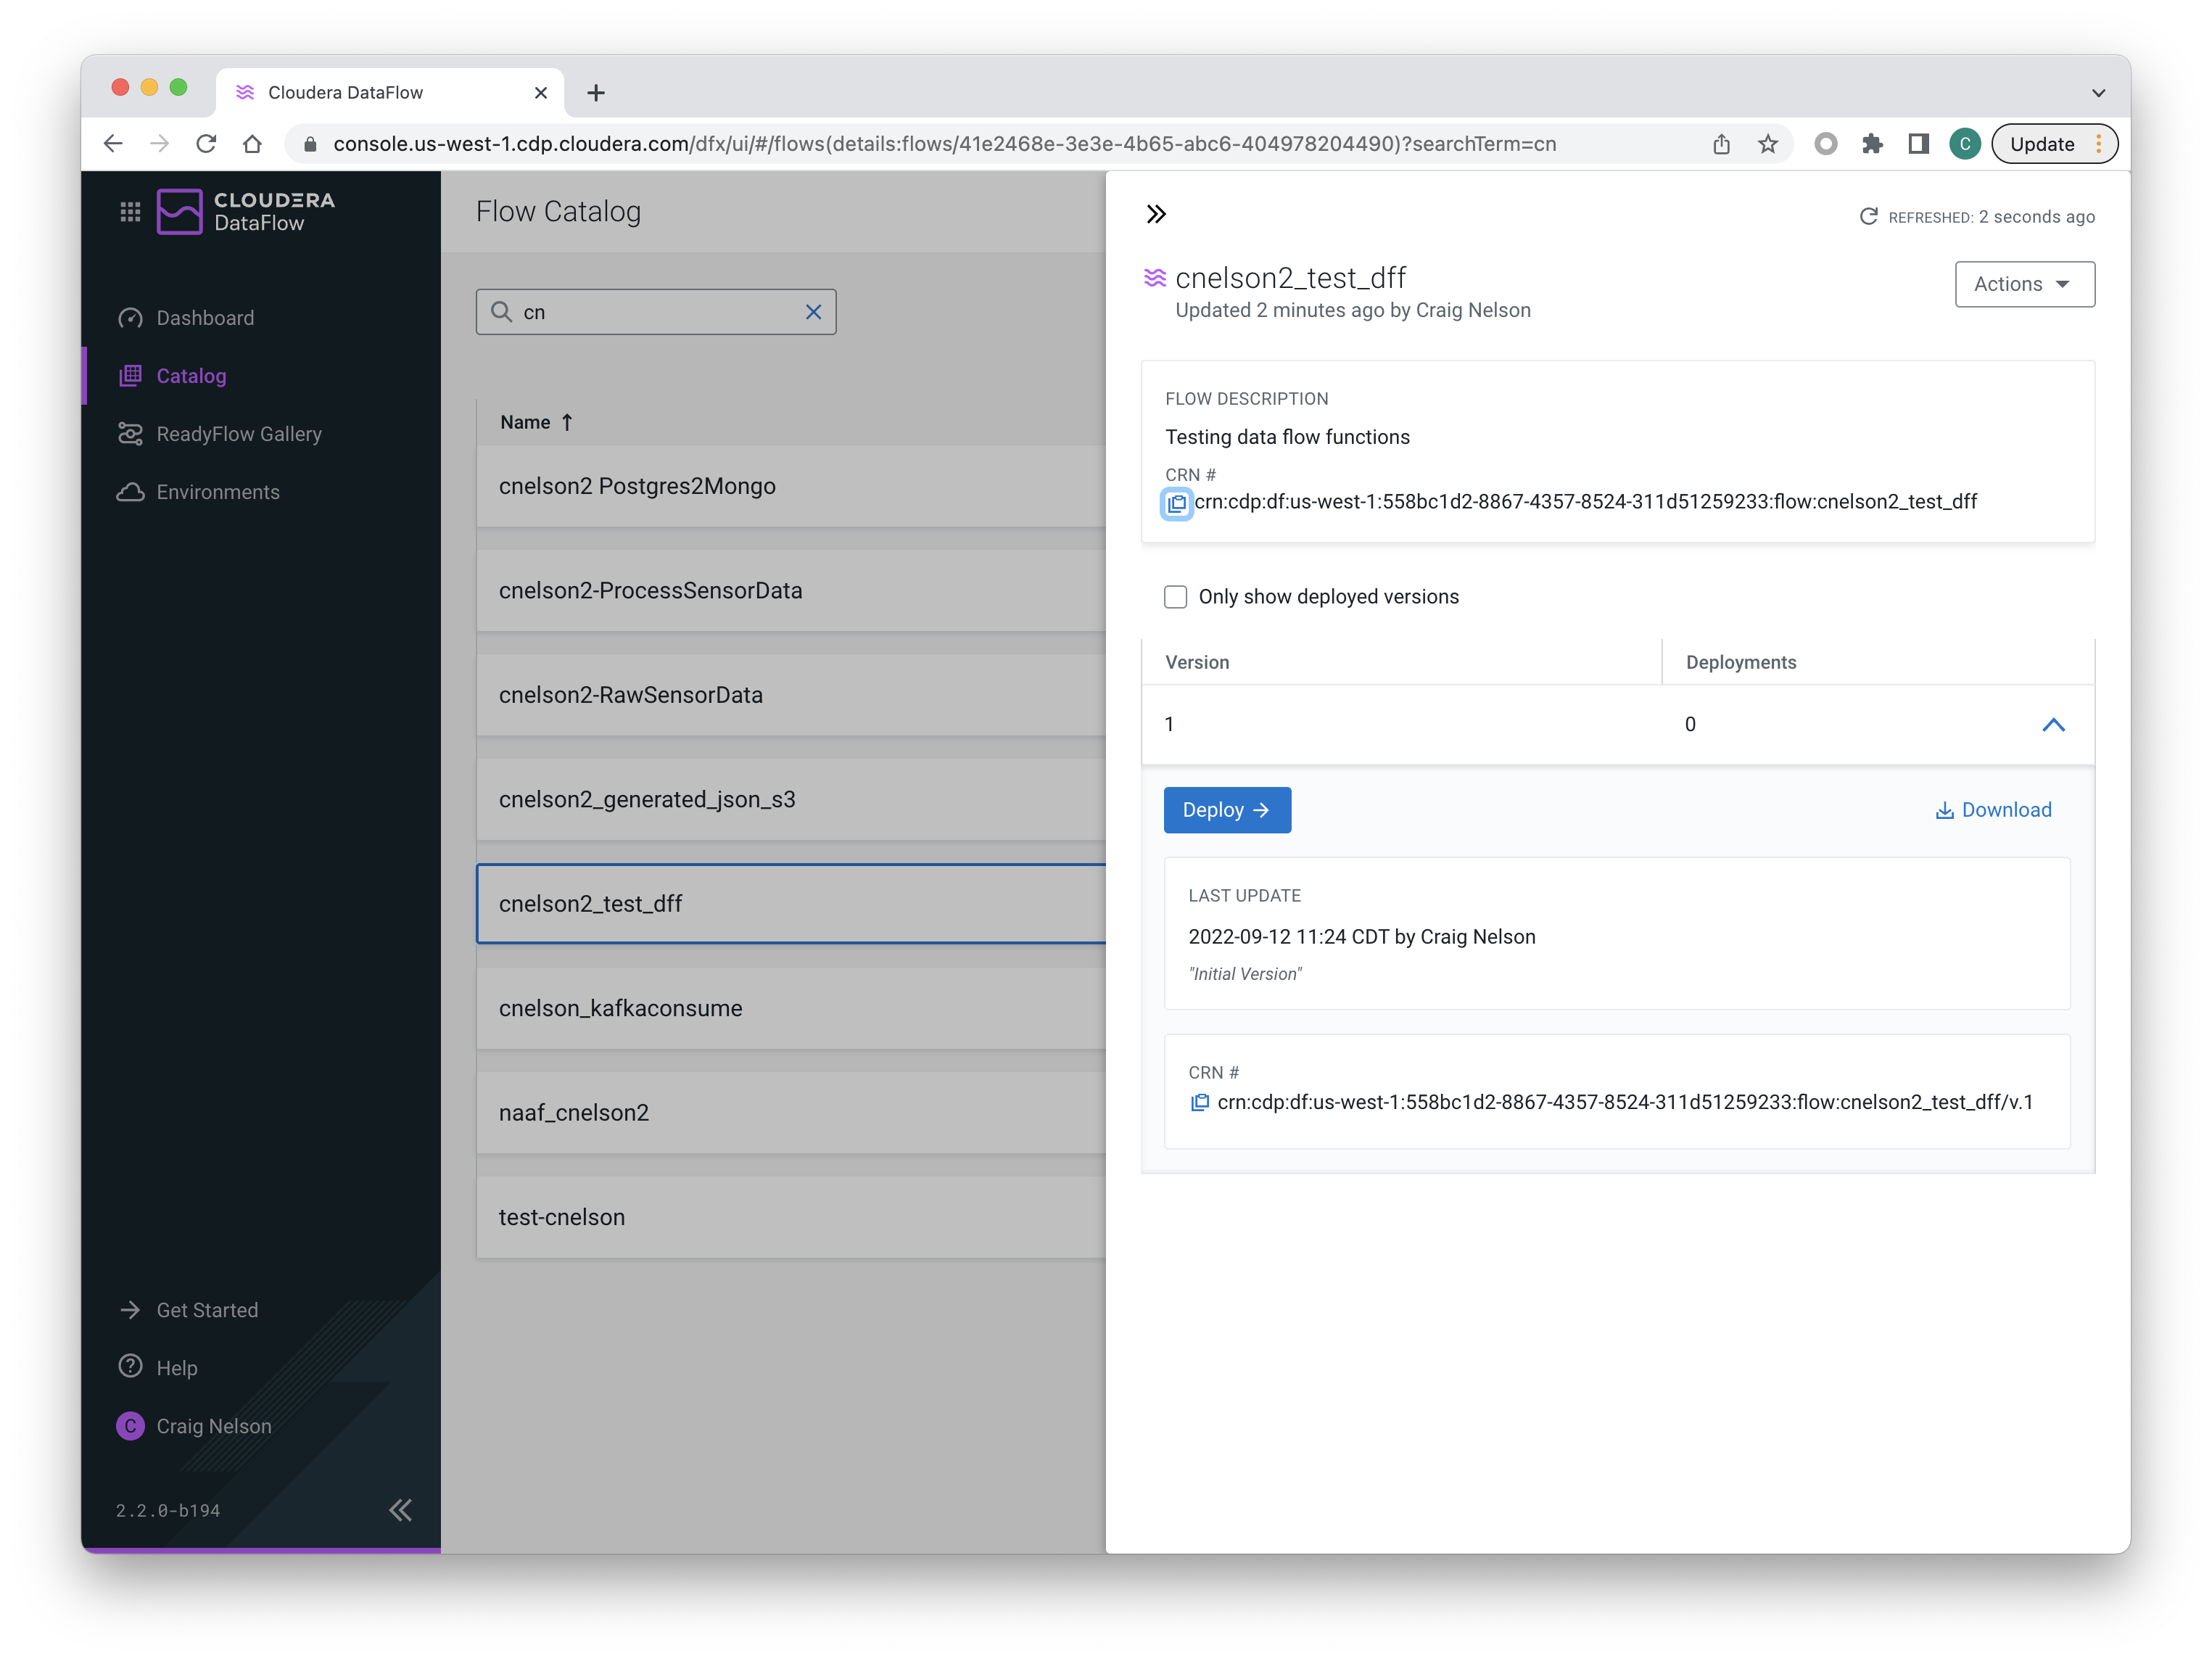 Cloudera DataFlow
console.us-west-1.cdp.cloudera.com/dfx/ui/#/flows(details:flows/41e2468e-3e3e-4b65-abc6-404978204490)?searchTerm=cn
C
Update
CLOUDERA
DataFlow
Dashboard
Catalog
ReadyFlow Gallery
Environments
Get Started
Help
C Craig Nelson
2.2.0-b194
Flow Catalog
cn
Name
cnelson2 Postgres2Mongo
cnelson2-ProcessSensorData
cnelson2-RawSensorData
cnelson2_generated_json_s3
cnelson2_test_dff
cnelson_kafkaconsume
naaf_cnelson2
test-cnelson
REFRESHED: 2 seconds ago
cnelson2_test_dff
Updated 2 minutes ago by Craig Nelson
Actions
FLOW DESCRIPTION
Testing data flow functions
CRN #
crn:cdp:df:us-west-1:558bc1d2-8867-4357-8524-311d51259233:flow:cnelson2_test_dff
Only show deployed versions
Version Deployments
1 0
Deploy
Download
LAST UPDATE
2022-09-12 11:24 CDT by Craig Nelson
"Initial Version"
CRN #
crn:cdp:df:us-west-1:558bc1d2-8867-4357-8524-311d51259233:flow:cnelson2_test_dff/v.1